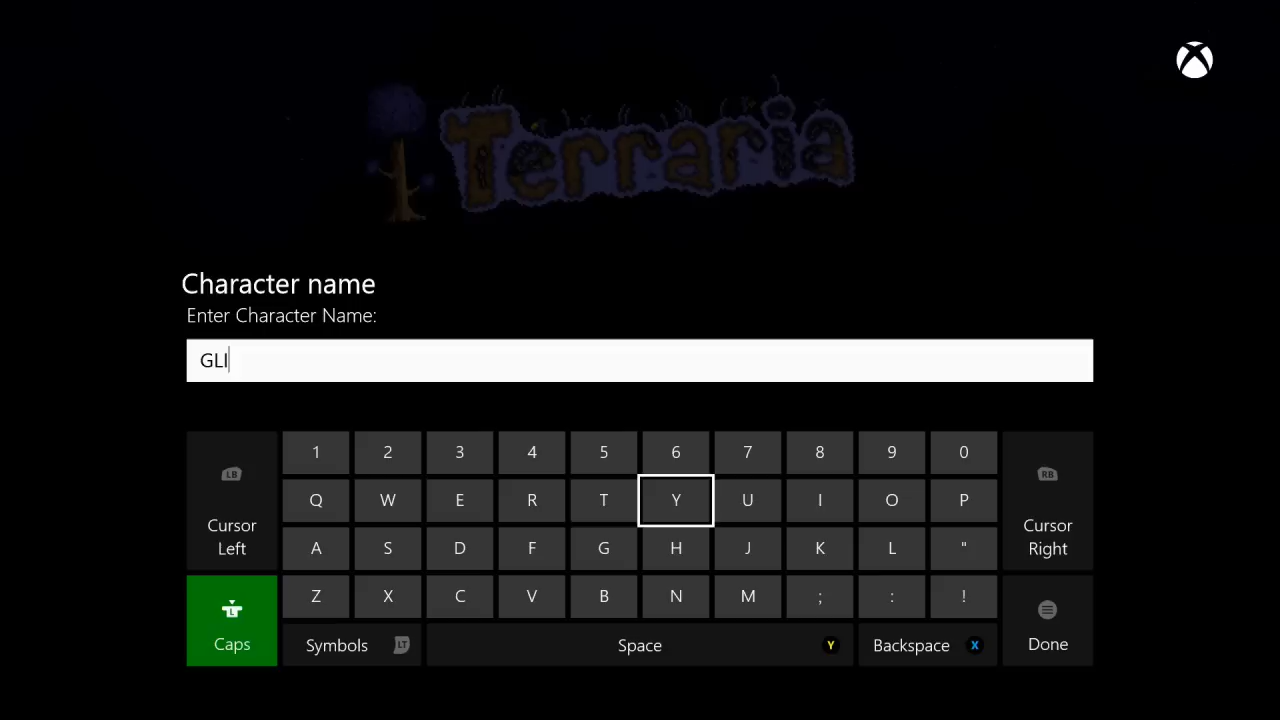 Terraria
Character name
Enter Character Name:
GLI
1 2 3 4 5 6 7 8 9 0
LB RB
Q W E R T Y U I O P
Cursor Left Cursor Right
A S D F G H J K L "
Z X C V B N M ; : !
L
Caps Symbols LT Space Y Backspace X Done